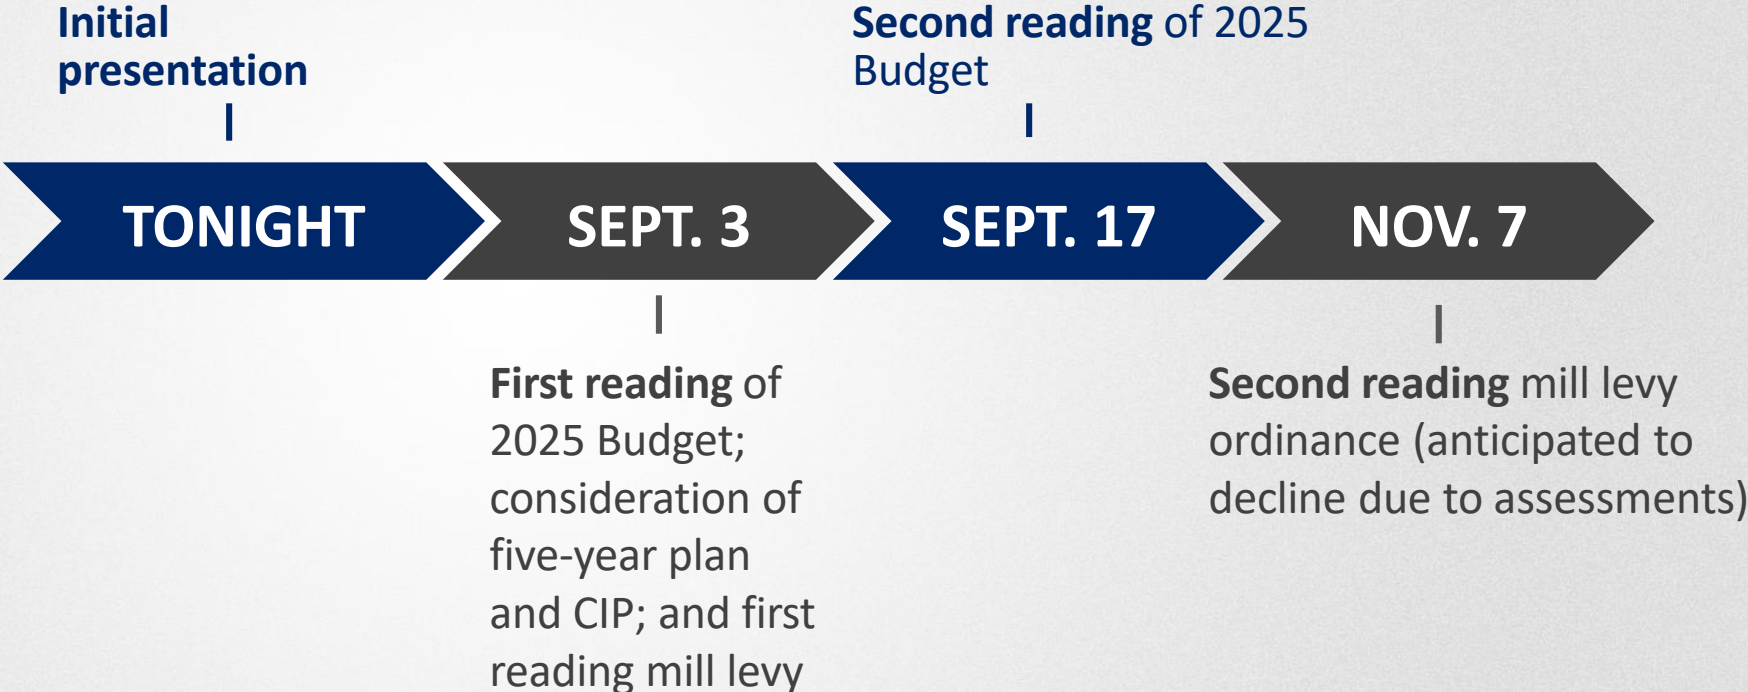 Initial
presentation
Second reading of 2025
Budget
TONIGHT
SEPT. 3
SEPT. 17
NOV. 7
First reading of
2025 Budget;
consideration of
five-year plan
and CIP; and first
reading mill levy
Second reading mill levy
ordinance (anticipated to
decline due to assessments)